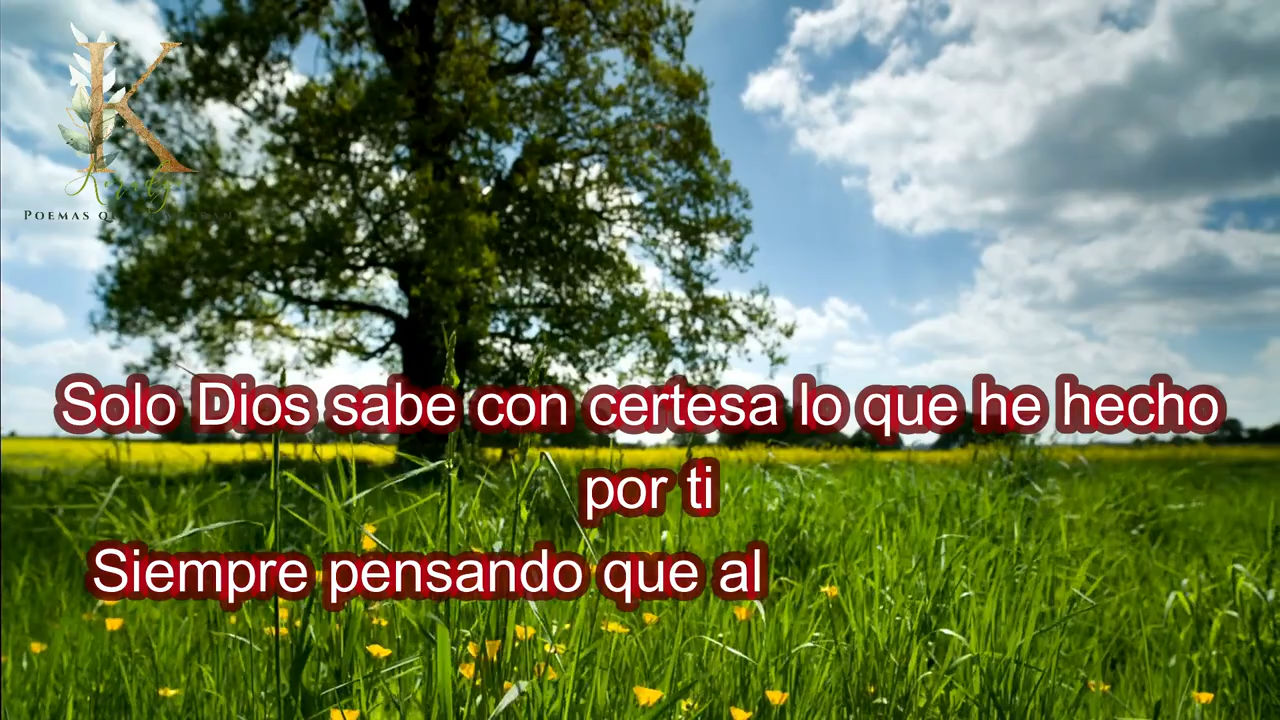 K
POEMAS
Solo Dios sabe con certesa lo que he hecho
por ti
Siempre pensando que al